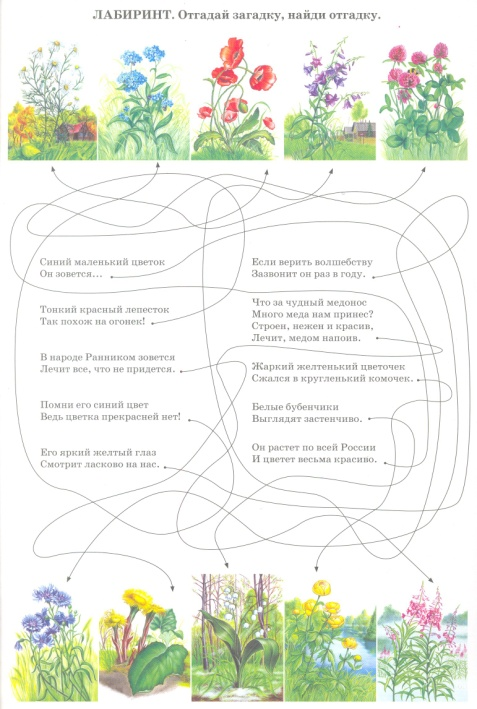 ЛАБИРИНТ. Отгадай загадку, найди отгадку.
Синий маленький цветок
Он зовется...
Тонкий красный лепесток
Так похож на огонек!
В народе Ранником зовется
Лечит все, что не придется.
Помни его синий цвет
Ведь цветка прекрасней нет!
Его яркий желтый глаз
Смотрит ласково на нас.
Если верить волшебству
Зазвонит он раз в году.
Что за чудный медонос
Много меда нам принес?
Строен, нежен и красив,
Лечит, медом напоив.
Жаркий желтенький цветочек
Сжался в кругленький комочек.
Белые бубенчики
Выглядят застенчиво.
Он растет по всей России
И цветет весьма красиво.